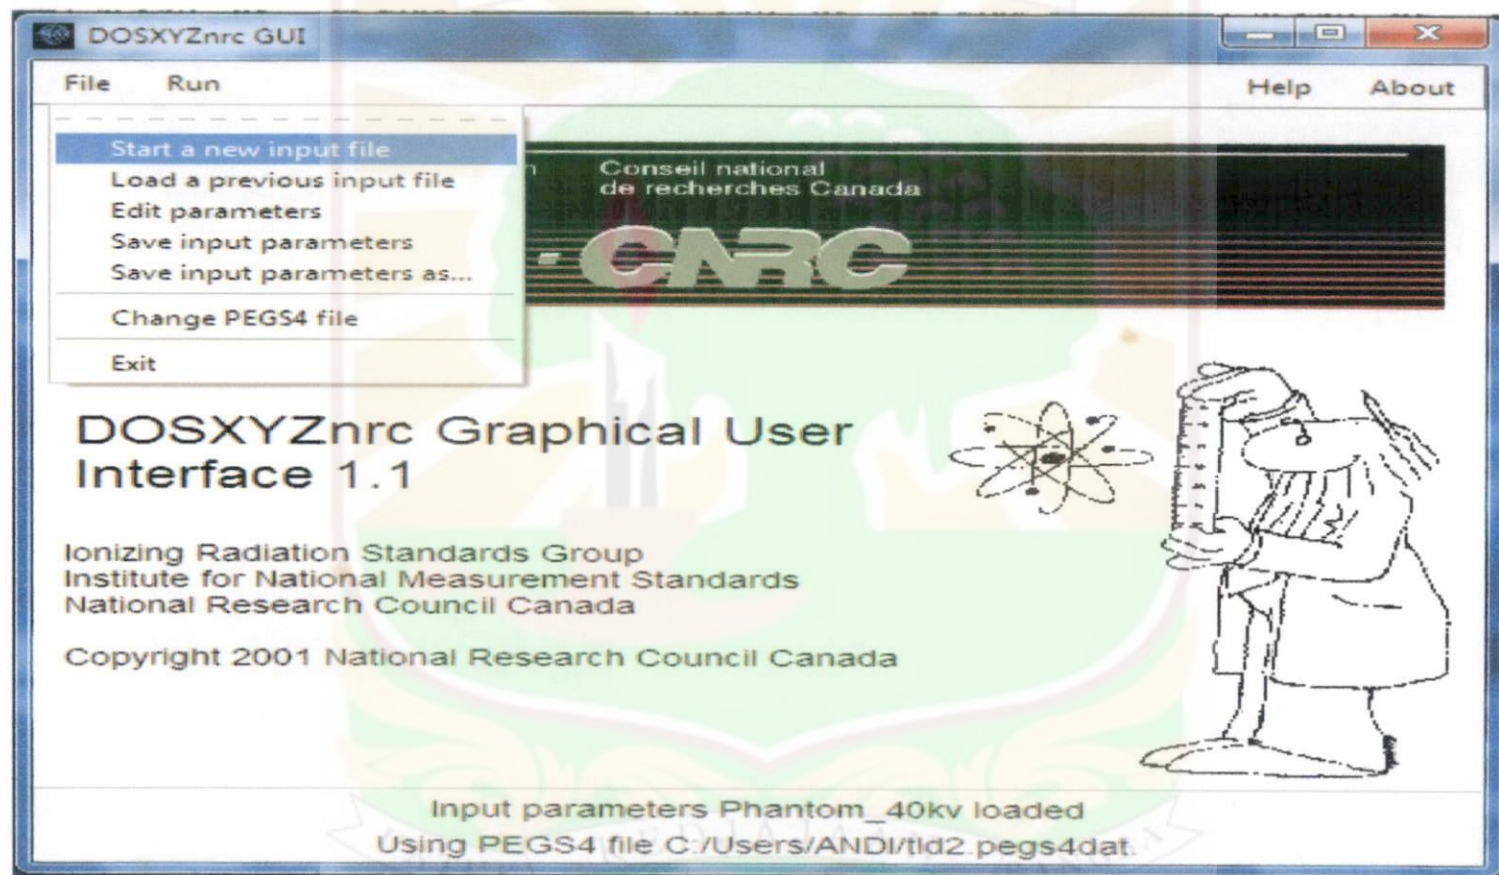 DOSXYZnrc GUI
File Run Help About
Start a new input file
Load a previous input file
Edit parameters
Save input parameters
Save input parameters as...
Change PEGS4 file
Exit
Conseil national
de recherches Canada
- CNRC
DOSXYZnrc Graphical User
Interface 1.1
Ionizing Radiation Standards Group
Institute for National Measurement Standards
National Research Council Canada
Copyright 2001 National Research Council Canada
Input parameters Phantom_40kv loaded
Using PEGS4 file C:/Users/ANDI/tld2.pegs4dat.